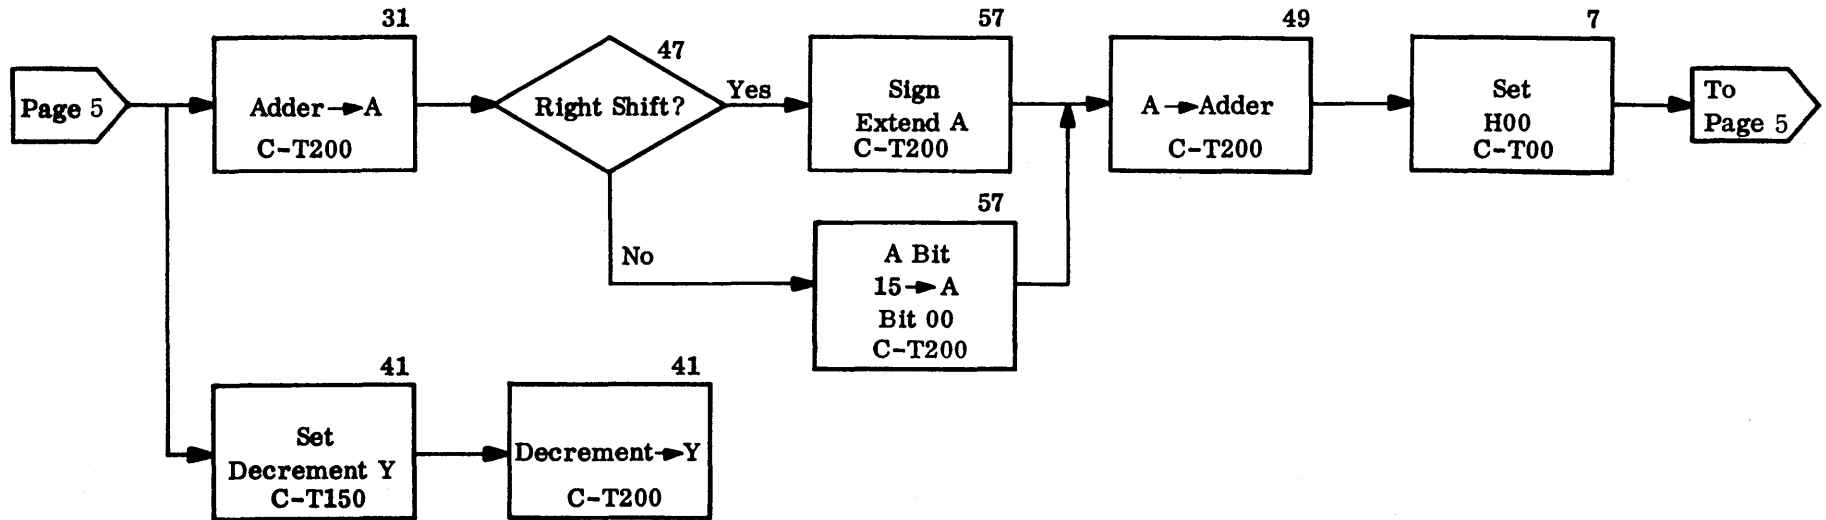 Page 5
31
Adder→A
C-T200
47
Right Shift?
Yes
No
57
Sign
Extend A
C-T200
57
A Bit
15→A
Bit 00
C-T200
49
A→Adder
C-T200
7
Set
H00
C-T00
To
Page 5
41
Set
Decrement Y
C-T150
41
Decrement→Y
C-T200